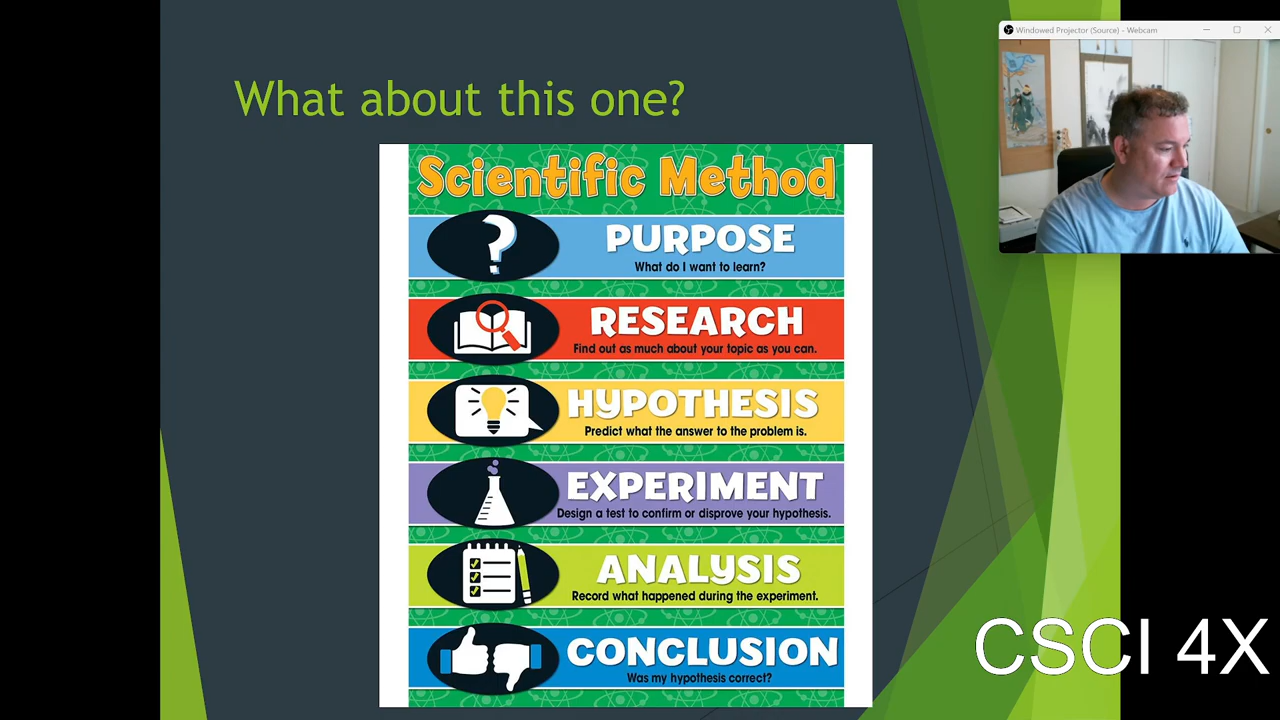 What about this one?
Windowed Projector (Source) - Webcam
Scientific Method
PURPOSE
What do I want to learn?
RESEARCH
Find out as much about your topic as you can.
HYPOTHESIS
Predict what the answer to the problem is.
EXPERIMENT
Design a test to confirm or disprove your hypothesis.
ANALYSIS
Record what happened during the experiment.
CONCLUSION
Was my hypothesis correct?
CSCI 4X